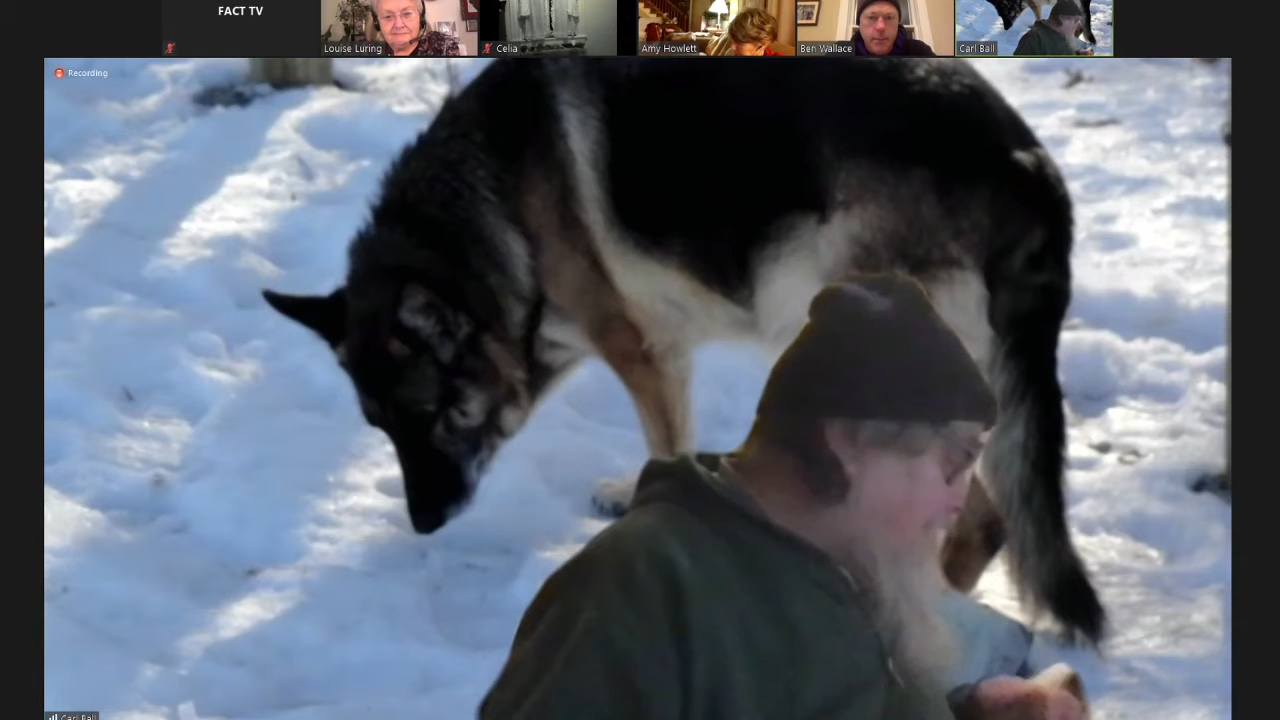 FACT TV
Louise Luring
Celia
Amy Howlett
Ben Wallace
Carl Ball
Recording
Carl Ball